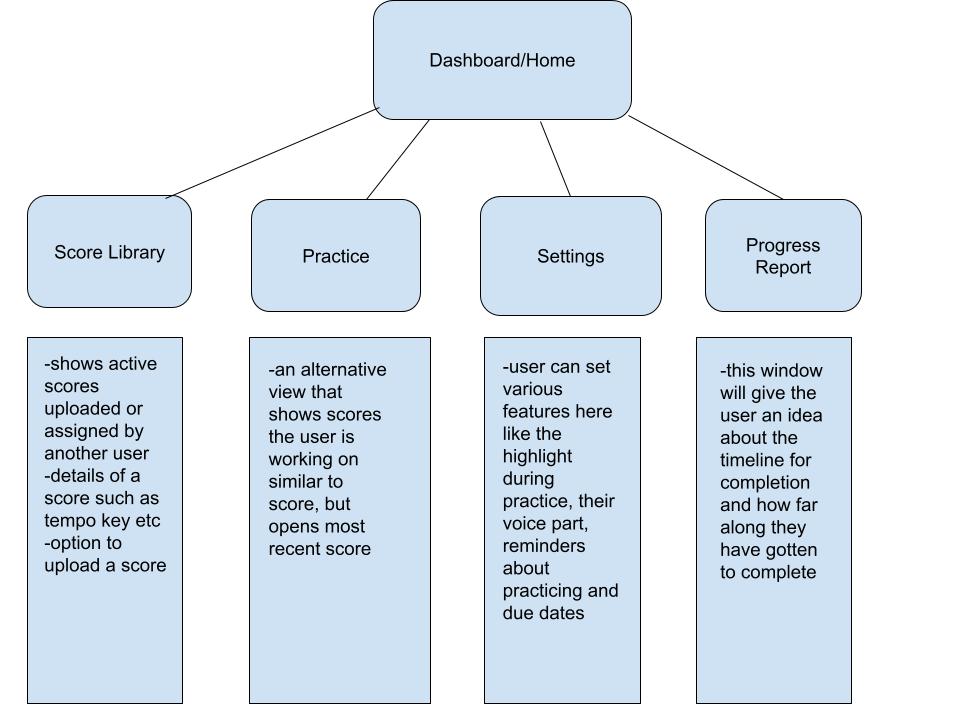 Dashboard/Home
Score Library
Practice
Settings
Progress
Report
-shows active
scores
uploaded or
assigned by
another user
-details of a
score such as
tempo key etc
-option to
upload a score
-an alternative
view that
shows scores
the user is
working on
similar to
score, but
opens most
recent score
-user can set
various
features here
like the
highlight
during
practice, their
voice part,
reminders
about
practicing and
due dates
-this window
will give the
user an idea
about the
timeline for
completion
and how far
along they
have gotten
to complete